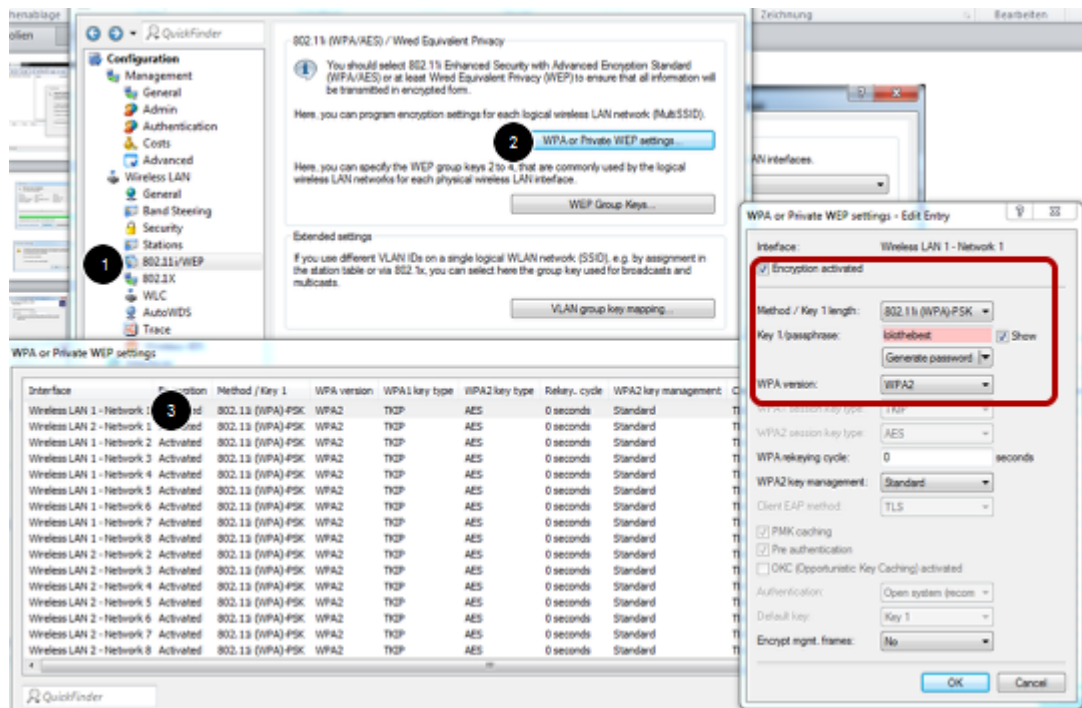 henablage
Zeichnung
Bearbeiten
olien
QuickFinder
Configuration
Management
General
Admin
Authentication
Costs
Advanced
Wireless LAN
General
Band Steering
Security
Stations
1
802.11i/WEP
802.1X
WLC
AutoWDS
Trace
802.11i (WPA/AES) / Wired Equivalent Privacy
You should select 802.11i Enhanced Security with Advanced Encryption Standard
(WPA/AES) or at least Wired Equivalent Privacy (WEP) to ensure that all information will
be transmitted in encrypted form.
Here, you can program encryption settings for each logical wireless LAN network (MultiSSID).
2
WPA or Private WEP settings...
Here, you can specify the WEP group keys 2 to 4, that are commonly used by the logical
wireless LAN networks for each physical wireless LAN interface.
WEP Group Keys...
Extended settings
If you use different VLAN IDs on a single logical WLAN network (SSID), e.g. by assignment in
the station table or via 802.1x, you can select here the group key used for broadcasts and
multicasts.
VLAN group key mapping...
AN interfaces.
WPA or Private WEP settings
Interface Method / Key 1 WPA version WPA1 key type WPA2 key type Rekey. cycle WPA2 key management
3
Wireless LAN 1 - Network 802.11i (WPA)-PSK WPA2 TKIP AES 0 seconds Standard
Wireless LAN 2 - Network 1 802.11i (WPA)-PSK WPA2 TKIP AES 0 seconds Standard
Wireless LAN 1 - Network 2 Activated 802.11i (WPA)-PSK WPA2 TKIP AES 0 seconds Standard
Wireless LAN 1 - Network 3 Activated 802.11i (WPA)-PSK WPA2 TKIP AES 0 seconds Standard
Wireless LAN 1 - Network 4 Activated 802.11i (WPA)-PSK WPA2 TKIP AES 0 seconds Standard
Wireless LAN 1 - Network 5 Activated 802.11i (WPA)-PSK WPA2 TKIP AES 0 seconds Standard
Wireless LAN 1 - Network 6 Activated 802.11i (WPA)-PSK WPA2 TKIP AES 0 seconds Standard
Wireless LAN 1 - Network 7 Activated 802.11i (WPA)-PSK WPA2 TKIP AES 0 seconds Standard
Wireless LAN 1 - Network 8 Activated 802.11i (WPA)-PSK WPA2 TKIP AES 0 seconds Standard
Wireless LAN 2 - Network 2 Activated 802.11i (WPA)-PSK WPA2 TKIP AES 0 seconds Standard
Wireless LAN 2 - Network 3 Activated 802.11i (WPA)-PSK WPA2 TKIP AES 0 seconds Standard
Wireless LAN 2 - Network 4 Activated 802.11i (WPA)-PSK WPA2 TKIP AES 0 seconds Standard
Wireless LAN 2 - Network 5 Activated 802.11i (WPA)-PSK WPA2 TKIP AES 0 seconds Standard
Wireless LAN 2 - Network 6 Activated 802.11i (WPA)-PSK WPA2 TKIP AES 0 seconds Standard
Wireless LAN 2 - Network 7 Activated 802.11i (WPA)-PSK WPA2 TKIP AES 0 seconds Standard
Wireless LAN 2 - Network 8 Activated 802.11i (WPA)-PSK WPA2 TKIP AES 0 seconds Standard
QuickFinder
WPA or Private WEP settings - Edit Entry
Interface: Wireless LAN 1 - Network 1
Encryption activated
Method / Key 1 length: 802.11i (WPA)-PSK
Key 1/passphrase: Show
Generate password
WPA version: WPA2
WPA1 session key type: TKIP
WPA2 session key type: AES
WPA rekeying cycle: 0 seconds
WPA2 key management: Standard
Client EAP method: TLS
PMK caching
Pre authentication
OKC (Opportunistic Key Caching) activated
Authentication: Open system (recom
Default key: Key 1
Encrypt mgmt. frames: No
OK Cancel